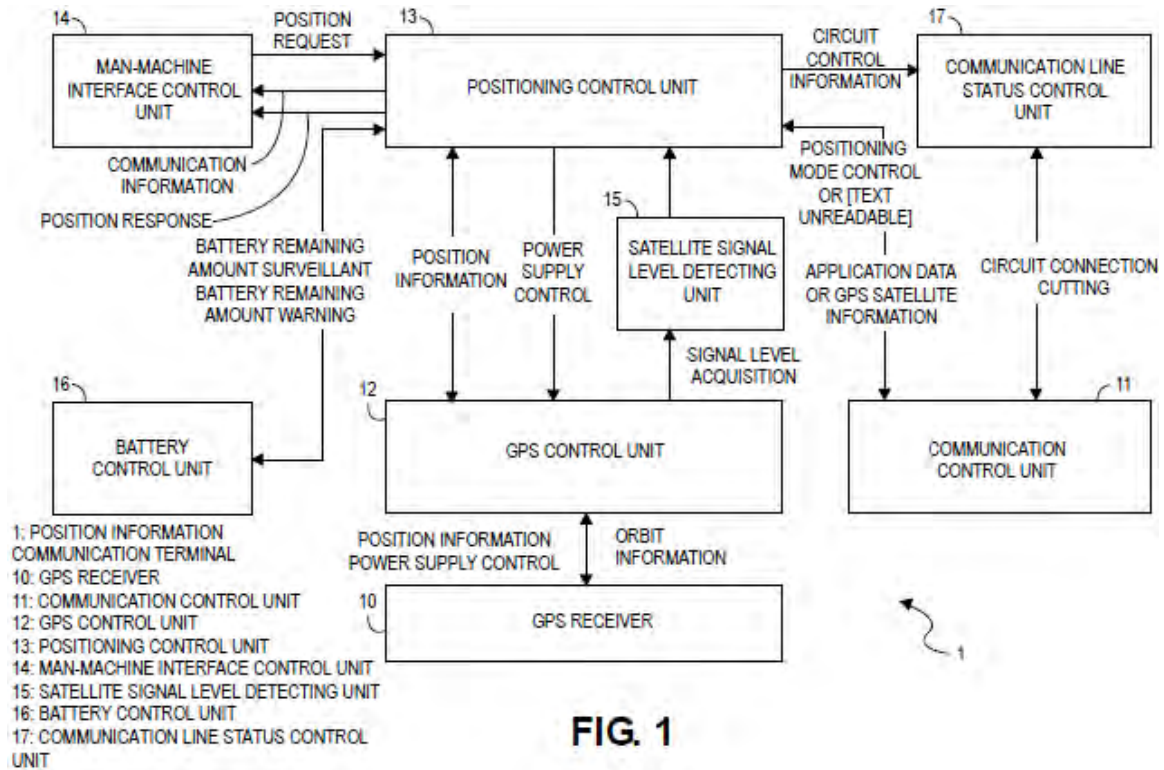 14
MAN-MACHINE
INTERFACE CONTROL
UNIT
POSITION
REQUEST
13
POSITIONING CONTROL UNIT
CIRCUIT
CONTROL
INFORMATION
17
COMMUNICATION LINE
STATUS CONTROL
UNIT
COMMUNICATION
INFORMATION
POSITION RESPONSE
BATTERY REMAINING
AMOUNT SURVEILLANT
BATTERY REMAINING
AMOUNT WARNING
POSITION
INFORMATION
POWER
SUPPLY
CONTROL
15
SATELLITE SIGNAL
LEVEL DETECTING
UNIT
SIGNAL LEVEL
ACQUISITION
POSITIONING
MODE CONTROL
OR [TEXT
UNREADABLE]
APPLICATION DATA
OR GPS SATELLITE
INFORMATION
CIRCUIT CONNECTION
CUTTING
16
BATTERY
CONTROL UNIT
12
GPS CONTROL UNIT
11
COMMUNICATION
CONTROL UNIT
POSITION INFORMATION
POWER SUPPLY CONTROL
ORBIT
INFORMATION
10
GPS RECEIVER
1
1: POSITION INFORMATION
COMMUNICATION TERMINAL
10: GPS RECEIVER
11: COMMUNICATION CONTROL UNIT
12: GPS CONTROL UNIT
13: POSITIONING CONTROL UNIT
14: MAN-MACHINE INTERFACE CONTROL UNIT
15: SATELLITE SIGNAL LEVEL DETECTING UNIT
16: BATTERY CONTROL UNIT
17: COMMUNICATION LINE STATUS CONTROL
UNIT
FIG. 1